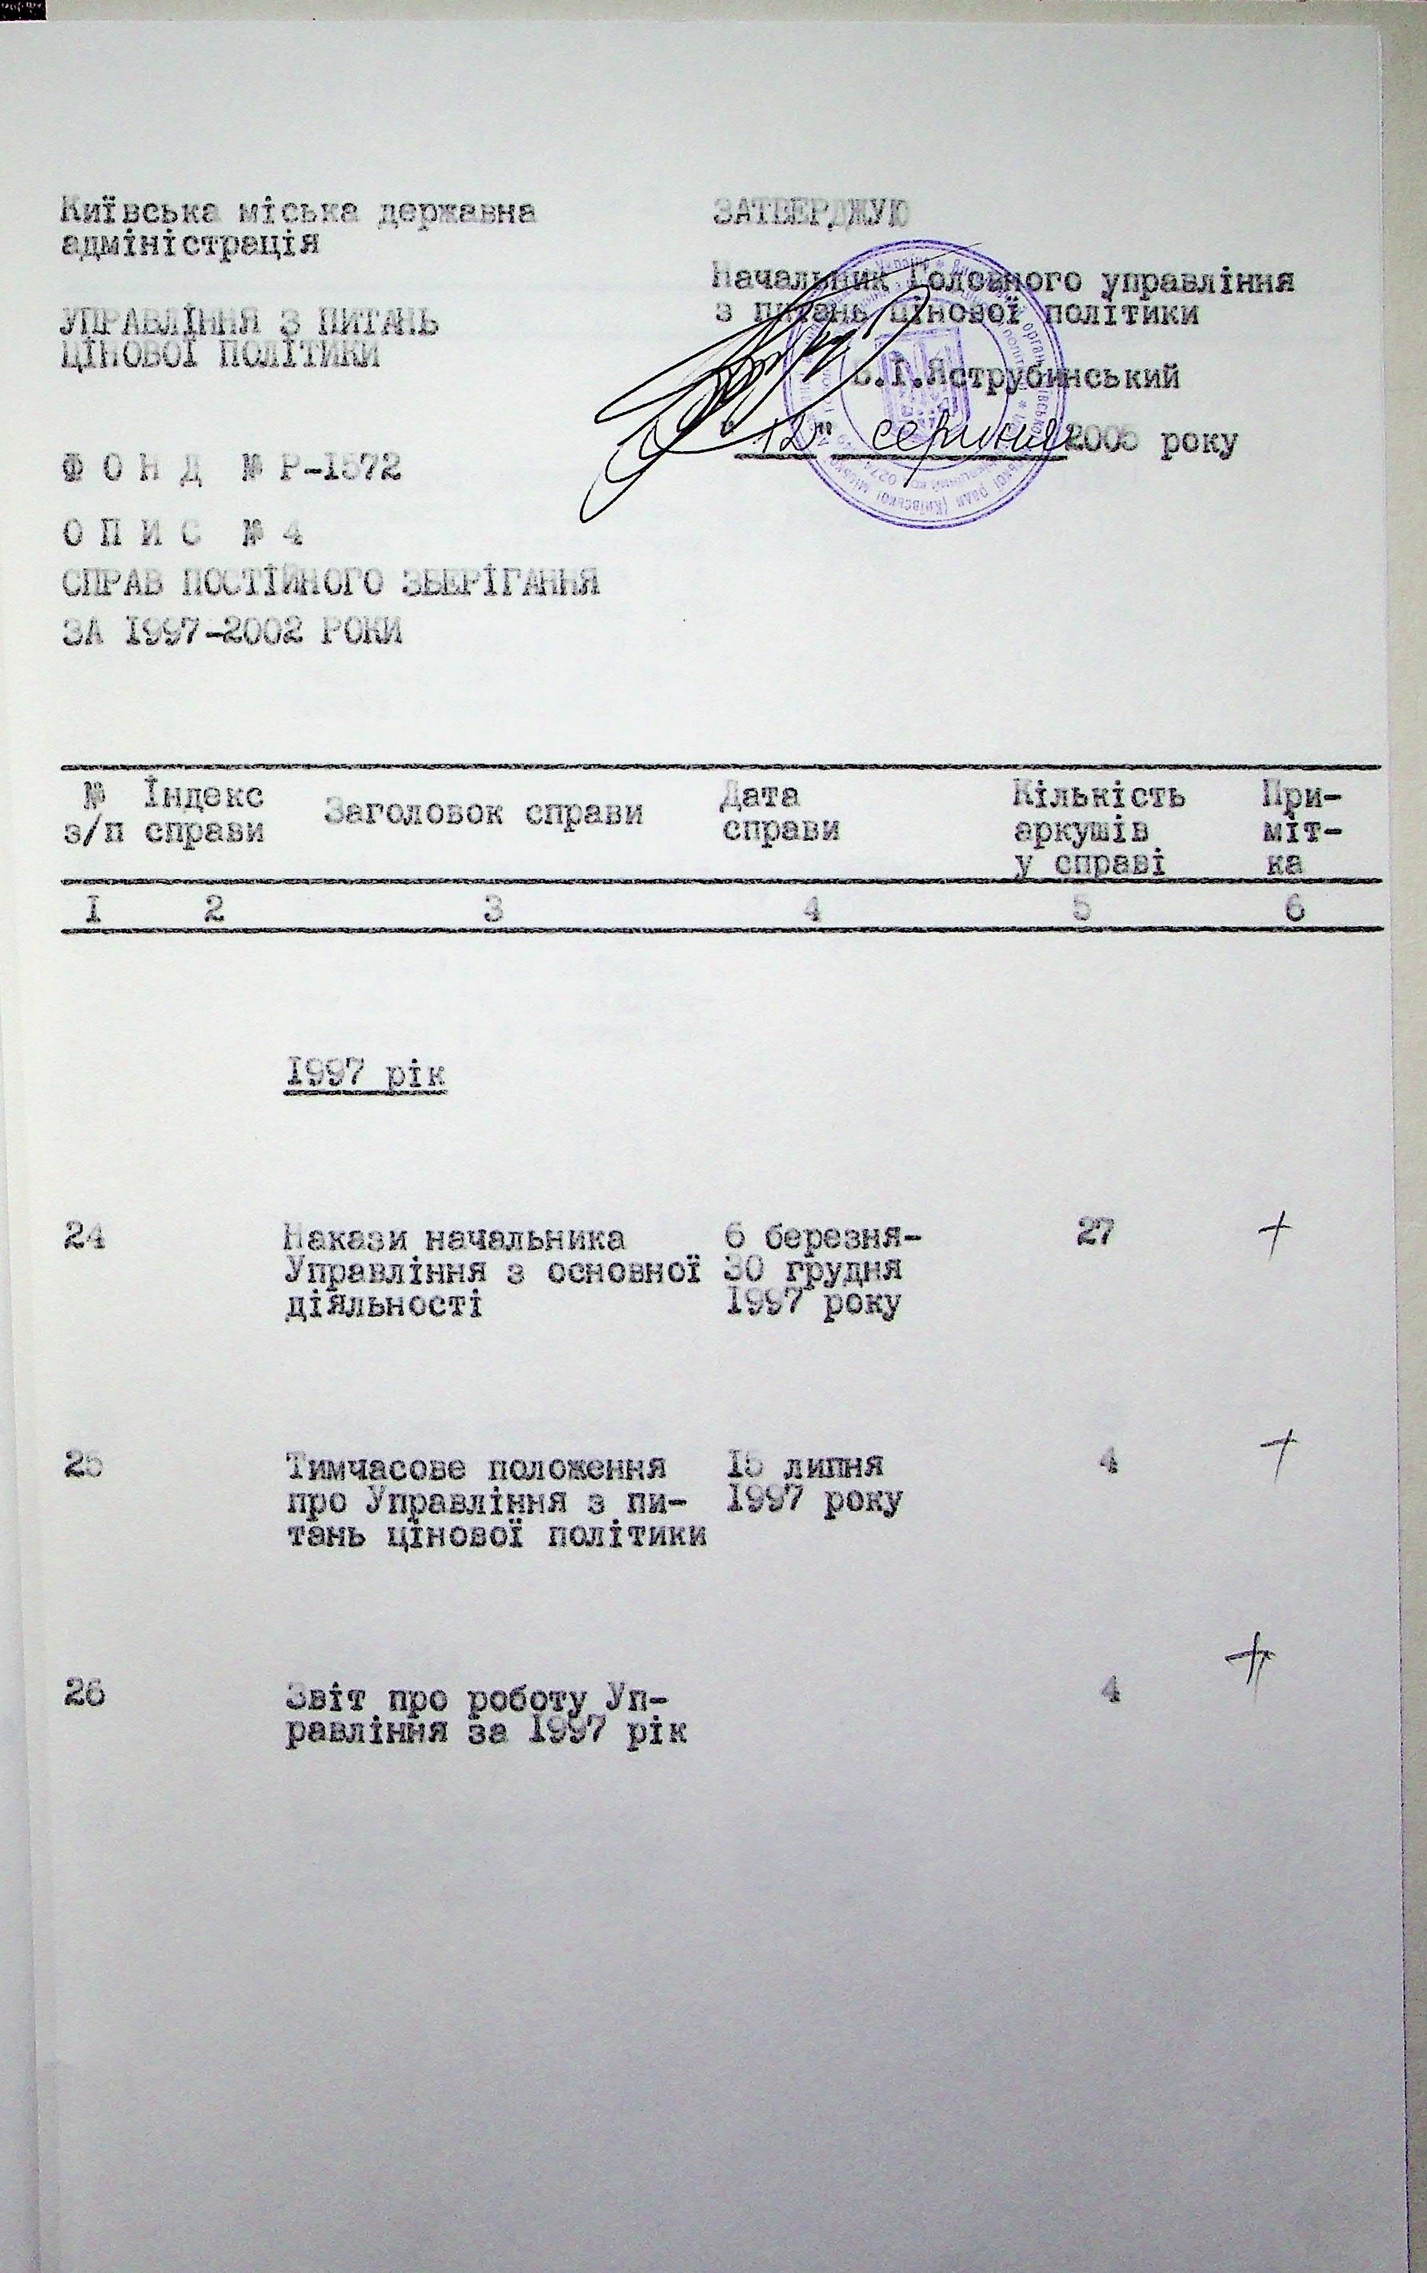 Київська міська державна
адміністрація
УПРАВЛІННЯ З ПИТАНЬ
ЦІНОВОЇ ПОЛІТИКИ
Ф О Н Д № Р-1572
О П И С № 4
СПРАВ ПОСТІЙНОГО ЗБЕРІГАННЯ
ЗА 1997-2002 РОКИ
ЗАТВЕРДЖУЮ
Начальник Головного управління
з питань цінової політики
Яструбинський
"12" серпня 2005 року
№ Індекс Заголовок справи Дата Кількість При-
з/п справи справи аркушів міт-
у справі ка
1 2 3 4 5 6
1997 рік
24 Накази начальника 6 березня- 27 +
Управління з основної 30 грудня
діяльності 1997 року
25 Тимчасове положення 15 липня 4 +
про Управління з пи- 1997 року
тань цінової політики
26 Звіт про роботу Уп- 4 +
равління за 1997 рік